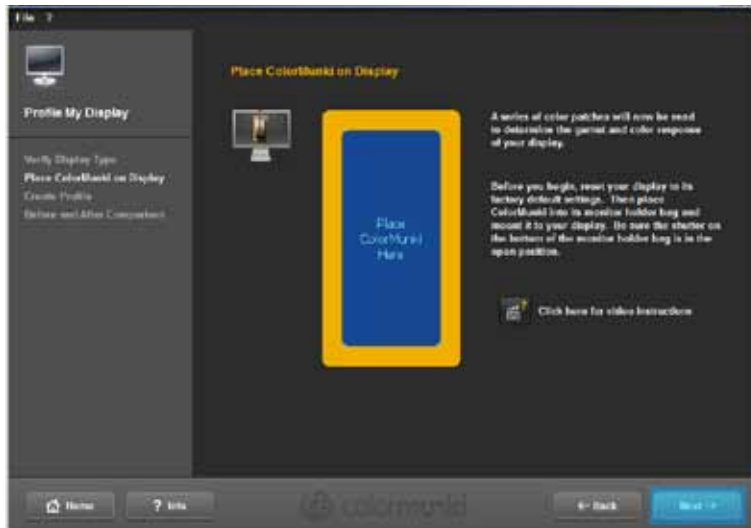 File ?
Profile My Display
Verify Display Type
Place ColorMunki on Display
Create Profile
Before and After Comparison
Place ColorMunki on Display
Place
ColorMunki
Here
A series of color patches will now be read
to determine the gamut and color response
of your display.
Before you begin, reset your display to its
factory default settings. Then place
ColorMunki into its monitor holder bag and
mount it to your display. Be sure the shutter on
the bottom of the monitor holder bag is in the
open position.
Click here for video instructions
Home
? Info
colormunki
Back
Next